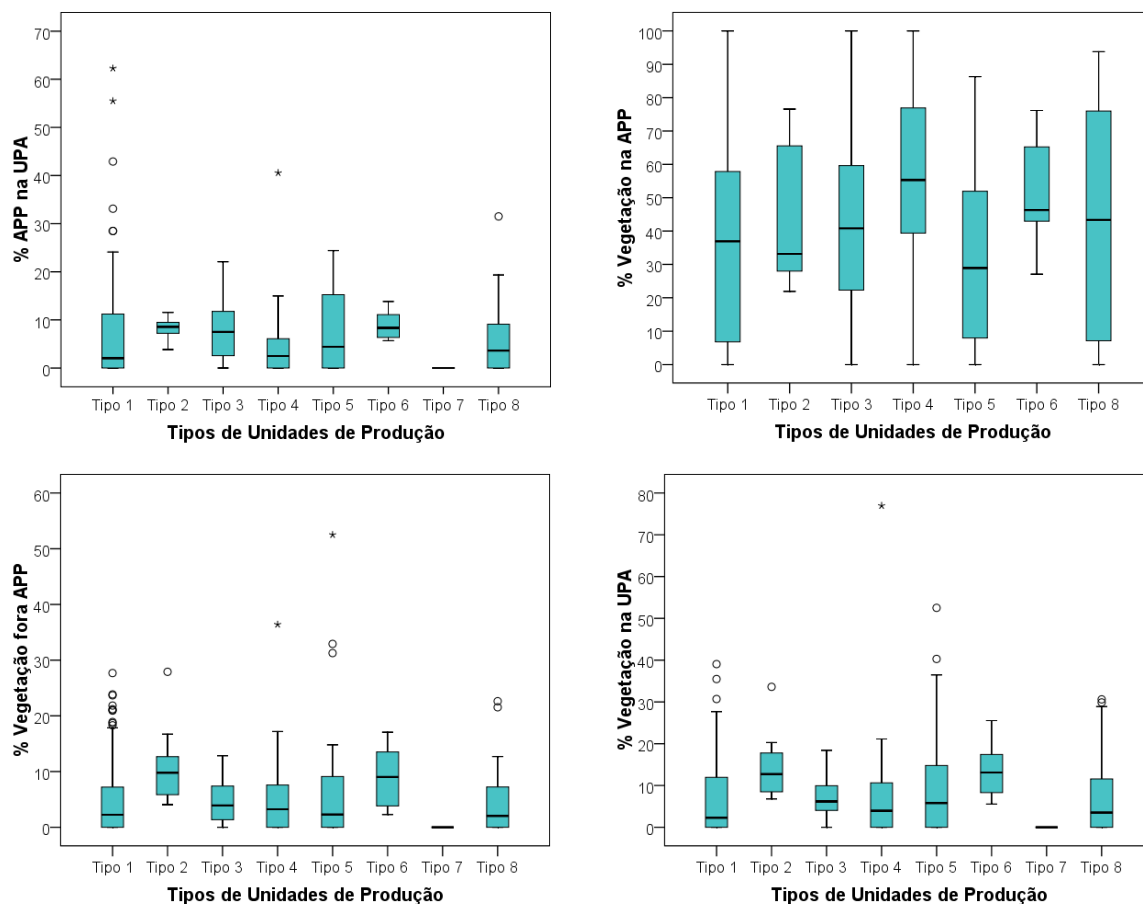 % APP na UPA
70
60
50
40
30
20
10
0
Tipo 1 Tipo 2 Tipo 3 Tipo 4 Tipo 5 Tipo 6 Tipo 7 Tipo 8
Tipos de Unidades de Produção
% Vegetação na APP
100
90
80
70
60
50
40
30
20
10
0
Tipo 1 Tipo 2 Tipo 3 Tipo 4 Tipo 5 Tipo 6 Tipo 8
Tipos de Unidades de Produção
% Vegetação fora APP
60
50
40
30
20
10
0
Tipo 1 Tipo 2 Tipo 3 Tipo 4 Tipo 5 Tipo 6 Tipo 7 Tipo 8
Tipos de Unidades de Produção
% Vegetação na UPA
80
70
60
50
40
30
20
10
0
Tipo 1 Tipo 2 Tipo 3 Tipo 4 Tipo 5 Tipo 6 Tipo 7 Tipo 8
Tipos de Unidades de Produção